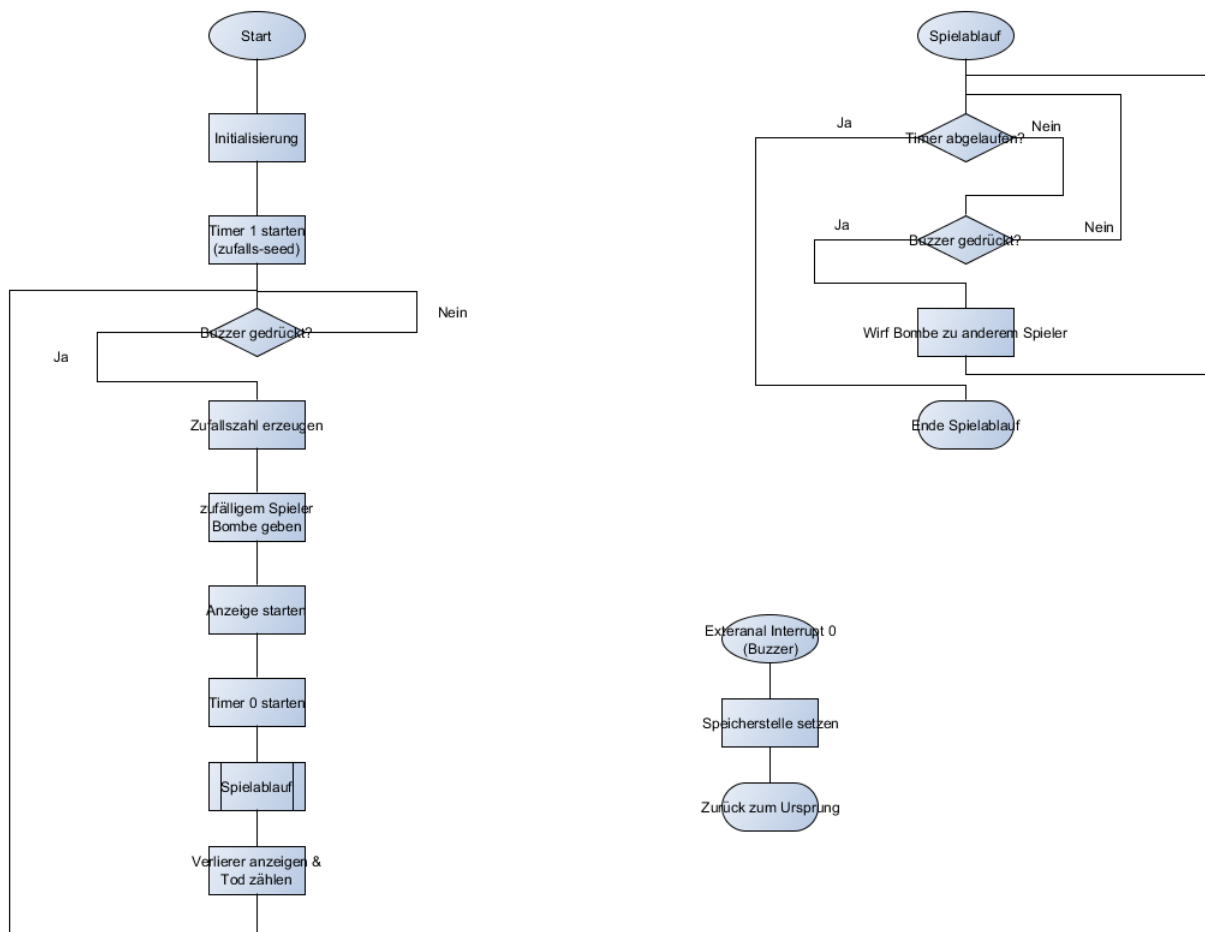 Start
Initialisierung
Timer 1 starten
(zufalls-seed)
Buzzer gedrückt?
Nein
Ja
Zufallszahl erzeugen
zufälligem Spieler
Bombe geben
Anzeige starten
Timer 0 starten
Spielablauf
Verlierer anzeigen &
Tod zählen
Spielablauf
Ja
Nein
Timer abgelaufen?
Ja
Nein
Buzzer gedrückt?
Wirf Bombe zu anderem Spieler
Ende Spielablauf
Exteranal Interrupt 0
(Buzzer)
Speicherstelle setzen
Zurück zum Ursprung